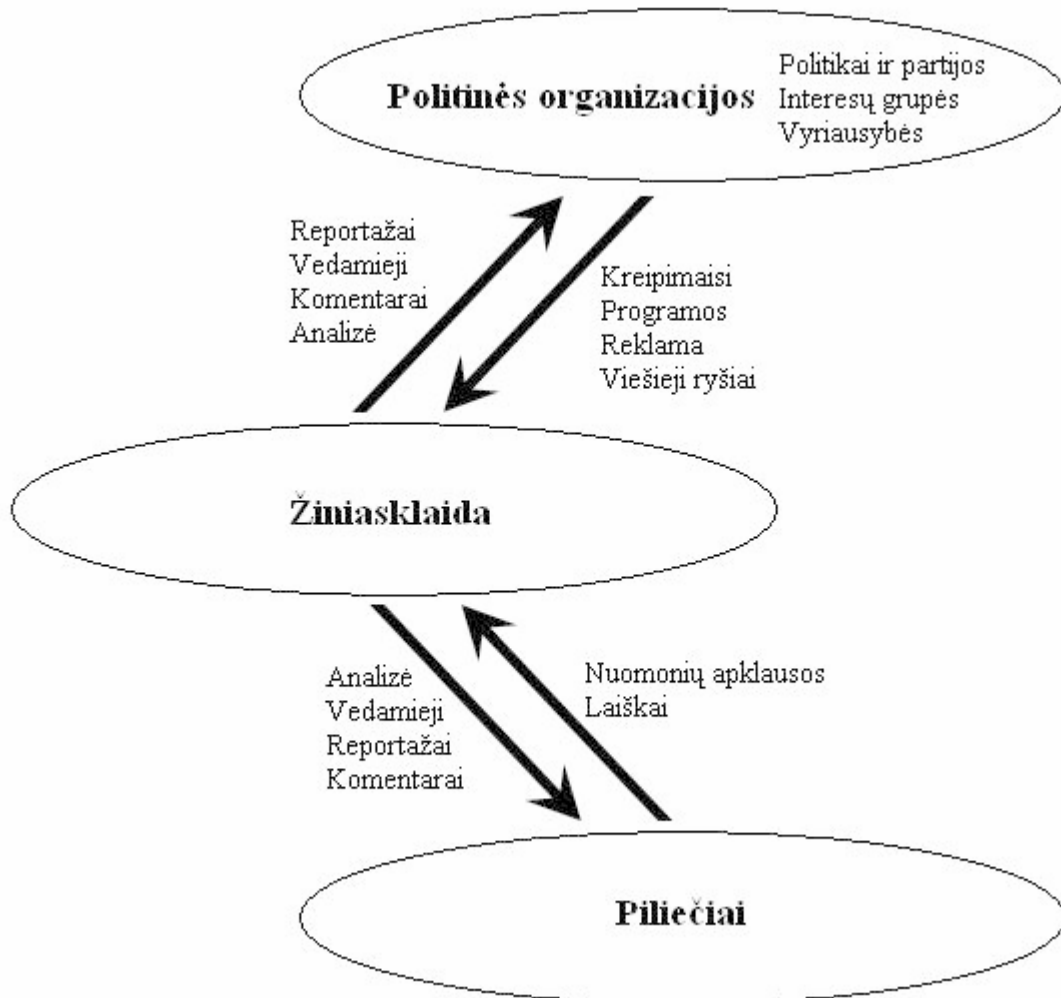 Politinės organizacijos
Politikai ir partijos
Interesų grupės
Vyriausybės
Reportažai
Vedamieji
Komentarai
Analizė
Kreipimaisi
Programos
Reklama
Viešieji ryšiai
Žiniasklaida
Analizė
Vedamieji
Reportažai
Komentarai
Nuomonių apklausos
Laiškai
Piliečiai